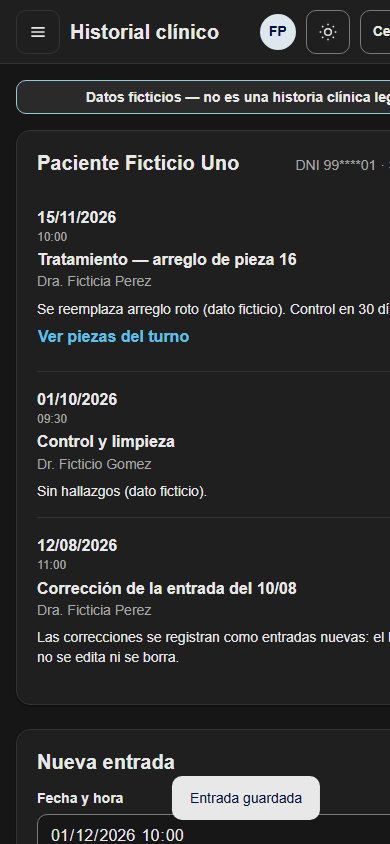 Historial clínico
FP
Datos ficticios — no es una historia clínica
Paciente Ficticio Uno
DNI 99****01 ·
15/11/2026
10:00
Tratamiento — arreglo de pieza 16
Dra. Ficticia Perez
Se reemplaza arreglo roto (dato ficticio). Control en 30
Ver piezas del turno
01/10/2026
09:30
Control y limpieza
Dr. Ficticio Gomez
Sin hallazgos (dato ficticio).
12/08/2026
11:00
Corrección de la entrada del 10/08
Dra. Ficticia Perez
Las correcciones se registran como entradas nuevas: el
no se edita ni se borra.
Nueva entrada
Fecha y hora
Entrada guardada
01/12/2026 10:00